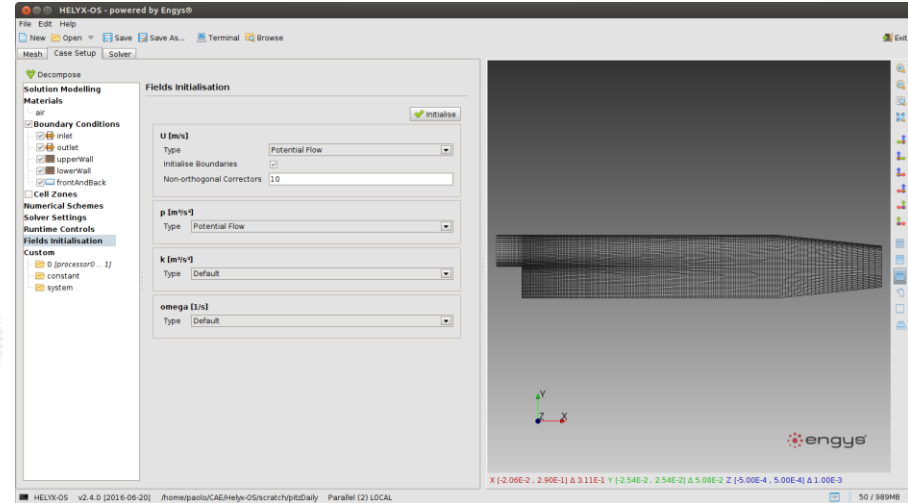 HELYX-OS - powered by Engys®
File Edit Help
New Open Save Save As... Terminal Browse Exit
Mesh Case Setup Solver
Decompose
Solution Modelling
Materials
air
Boundary Conditions
inlet
outlet
upperWall
lowerWall
frontAndBack
Cell Zones
Numerical Schemes
Solver Settings
Runtime Controls
Fields Initialisation
Custom
0 [processor0 .. 1]
constant
system
Fields Initialisation
Initialise
U [m/s]
Type Potential Flow
Initialise Boundaries
Non-orthogonal Correctors 10
p [m²/s²]
Type Potential Flow
k [m²/s²]
Type Default
omega [1/s]
Type Default
Y
Z X
engys
X [-2.06E-2 , 2.90E-1] Δ 3.11E-1 Y [-2.54E-2 , 2.54E-2] Δ 5.08E-2 Z [-5.00E-4 , 5.00E-4] Δ 1.00E-3
HELYX-OS v2.4.0 [2016-06-20] /home/paolo/CAE/Helyx-OS/scratch/pitzDaily Parallel (2) LOCAL 50 / 989MB